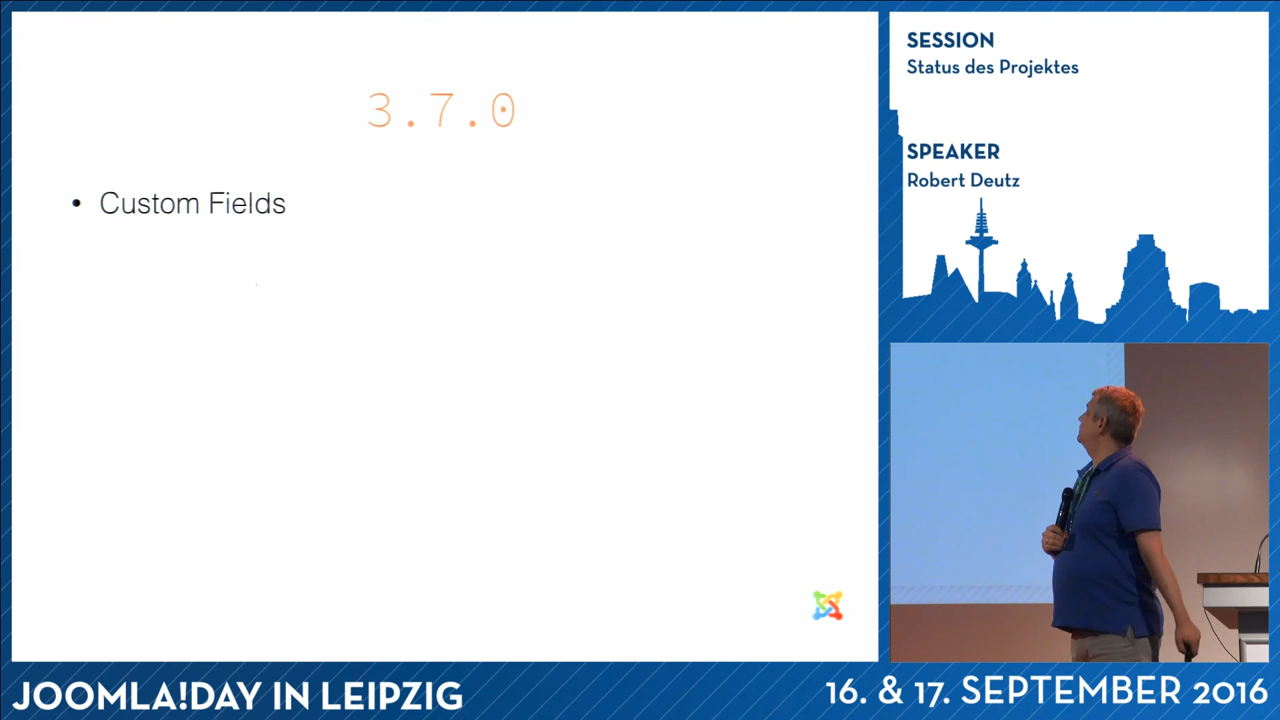 3.7.0
• Custom Fields
SESSION
Status des Projektes
SPEAKER
Robert Deutz
JOOMLA!DAY IN LEIPZIG
16. & 17. SEPTEMBER 2016